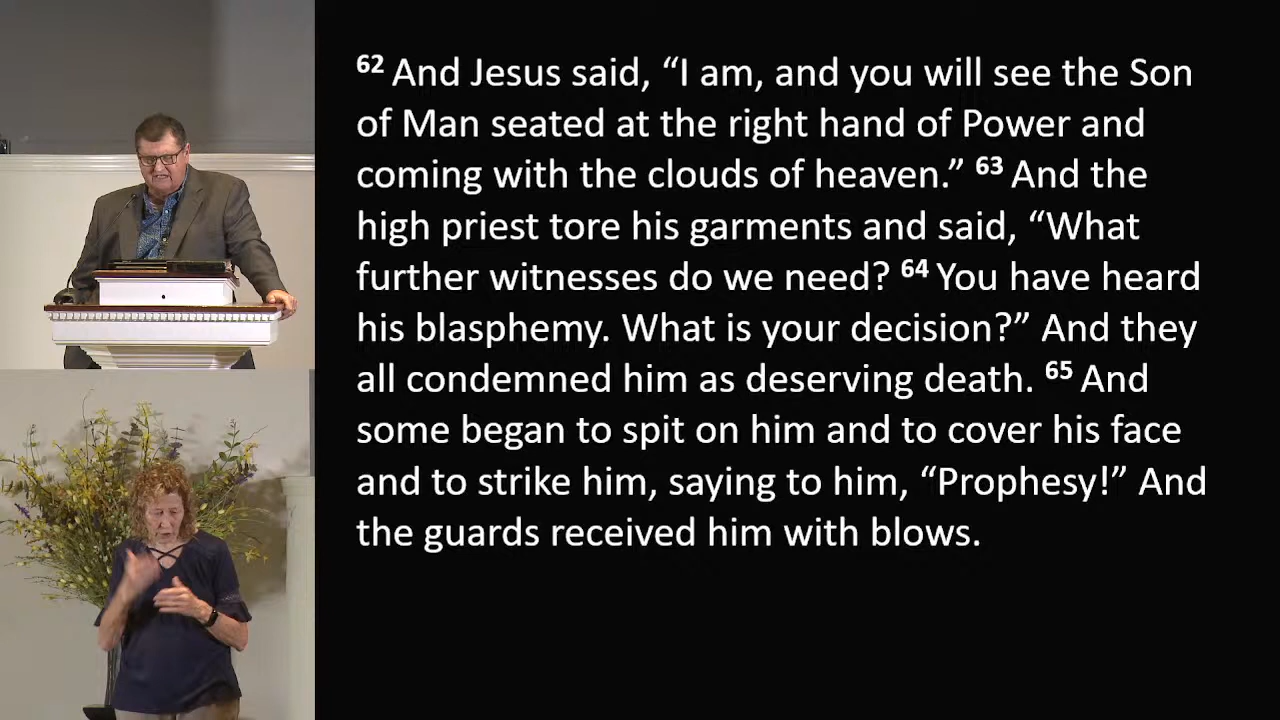 62 And Jesus said, “I am, and you will see the Son
of Man seated at the right hand of Power and
coming with the clouds of heaven.” 63 And the
high priest tore his garments and said, “What
further witnesses do we need? 64 You have heard
his blasphemy. What is your decision?” And they
all condemned him as deserving death. 65 And
some began to spit on him and to cover his face
and to strike him, saying to him, “Prophesy!” And
the guards received him with blows.